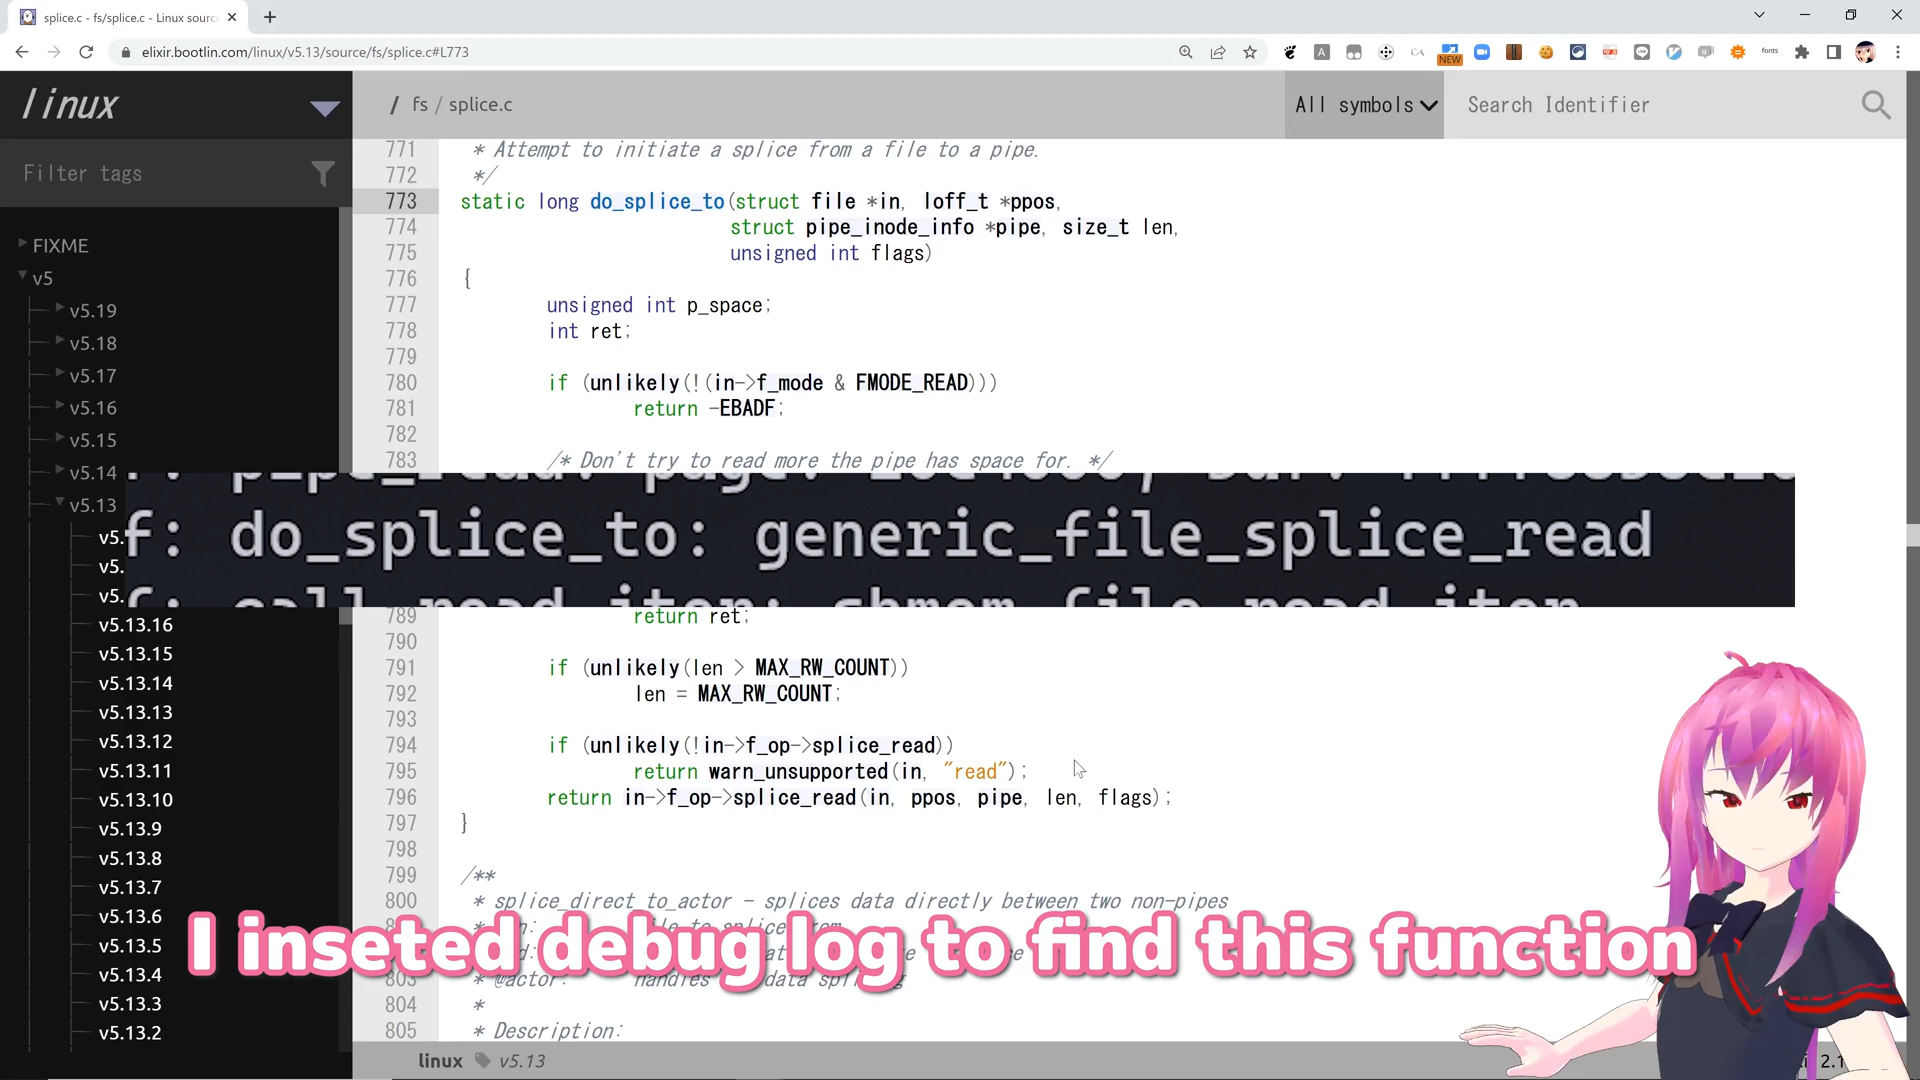 splice.c - fs/splice.c - Linux sourc
elixir.bootlin.com/linux/v5.13/source/fs/splice.c#L773
NEW
fonts
linux
/ fs / splice.c
All symbols
Search Identifier
Filter tags
FIXME
v5
v5.19
v5.18
v5.17
v5.16
v5.15
v5.14
v5.13
v5.
v5.
v5.
v5.13.16
v5.13.15
v5.13.14
v5.13.13
v5.13.12
v5.13.11
v5.13.10
v5.13.9
v5.13.8
v5.13.7
v5.13.6
v5.13.5
v5.13.4
v5.13.3
v5.13.2
771 * Attempt to initiate a splice from a file to a pipe.
772 */
773 static long do_splice_to(struct file *in, loff_t *ppos,
774 struct pipe_inode_info *pipe, size_t len,
775 unsigned int flags)
776 {
777 unsigned int p_space;
778 int ret;
779
780 if (unlikely(!(in->f_mode & FMODE_READ)))
781 return -EBADF;
782
783 /* Don't try to read more the pipe has space for. */
f: do_splice_to: generic_file_splice_read
789 return ret;
790
791 if (unlikely(len > MAX_RW_COUNT))
792 len = MAX_RW_COUNT;
793
794 if (unlikely(!in->f_op->splice_read))
795 return warn_unsupported(in, "read");
796 return in->f_op->splice_read(in, ppos, pipe, len, flags);
797 }
798
799 /**
800 * splice_direct_to_actor - splices data directly between two non-pipes
I inseted debug log to find this function
804 *
805 * Description:
linux v5.13